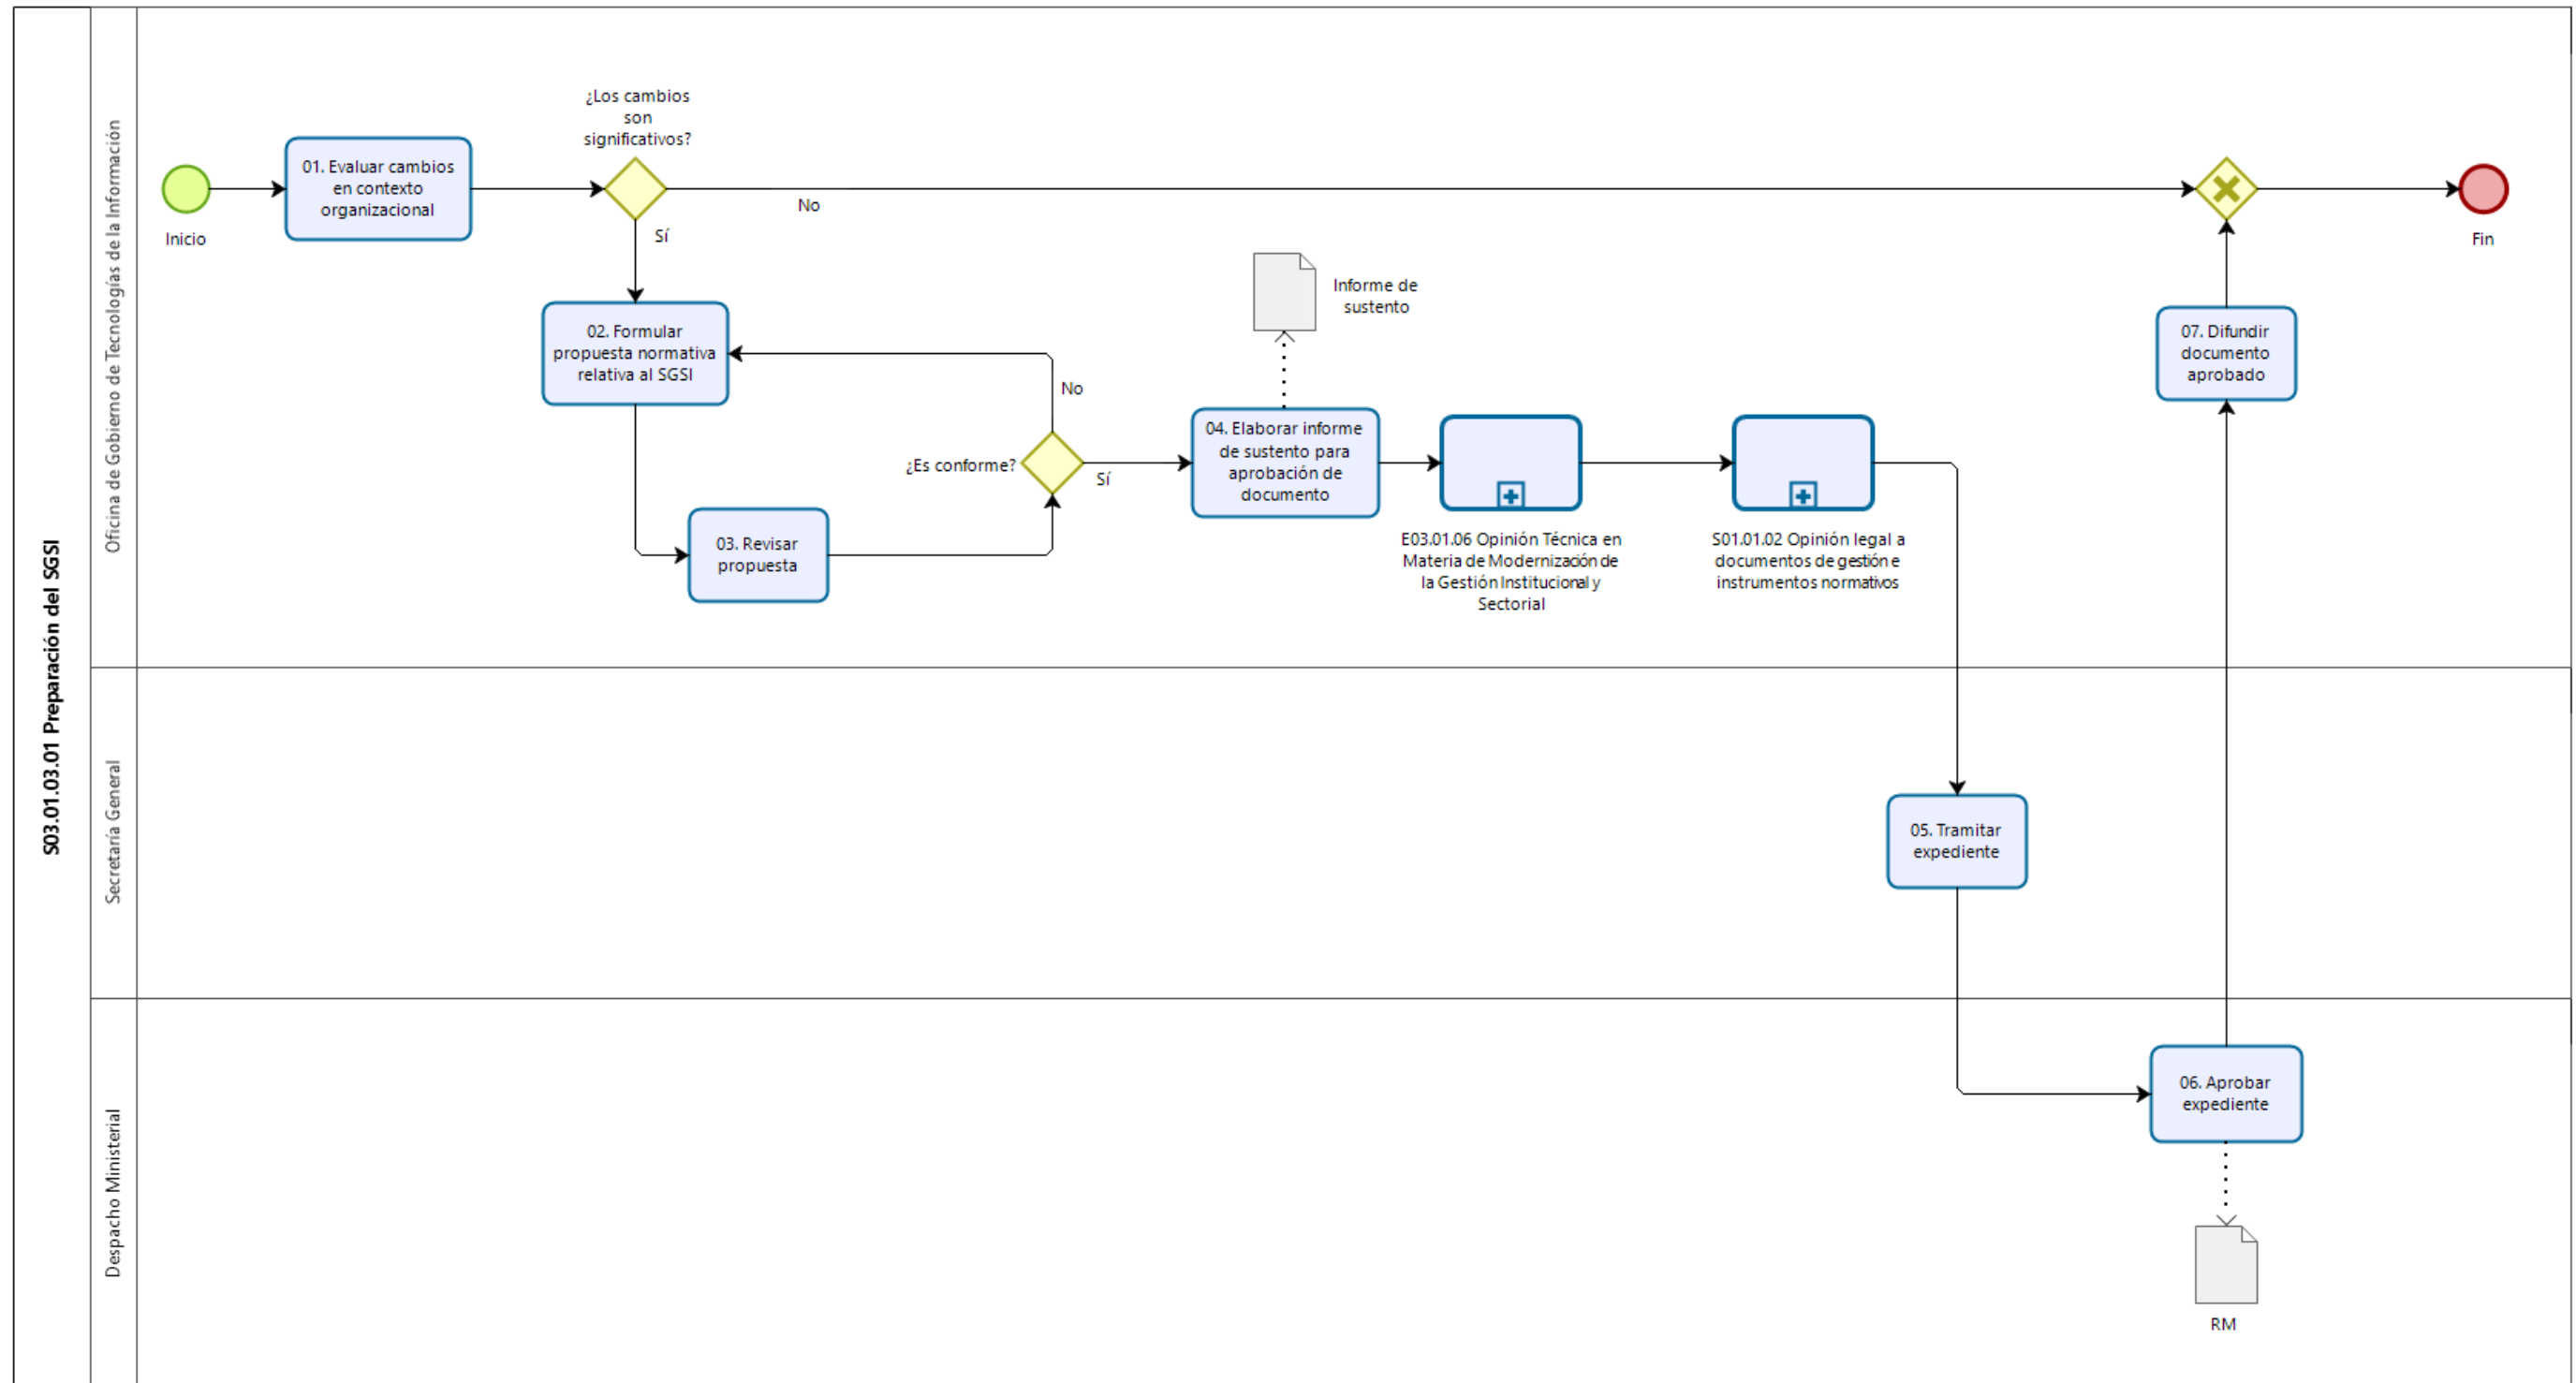 S03.01.03.01 Preparación del SGSI
Oficina de Gobierno de Tecnologías de la Información
¿Los cambios
son
significativos?
01. Evaluar cambios
en contexto
organizacional
Inicio
No
Sí
Fin
02. Formular
propuesta normativa
relativa al SGSI
No
¿Es conforme?
Sí
03. Revisar
propuesta
Informe de
sustento
04. Elaborar informe
de sustento para
aprobación de
documento
E03.01.06 Opinión Técnica en
Materia de Modernización de
la Gestión Institucional y
Sectorial
S01.01.02 Opinión legal a
documentos de gestión e
instrumentos normativos
07. Difundir
documento
aprobado
Secretaría General
05. Tramitar
expediente
Despacho Ministerial
06. Aprobar
expediente
RM